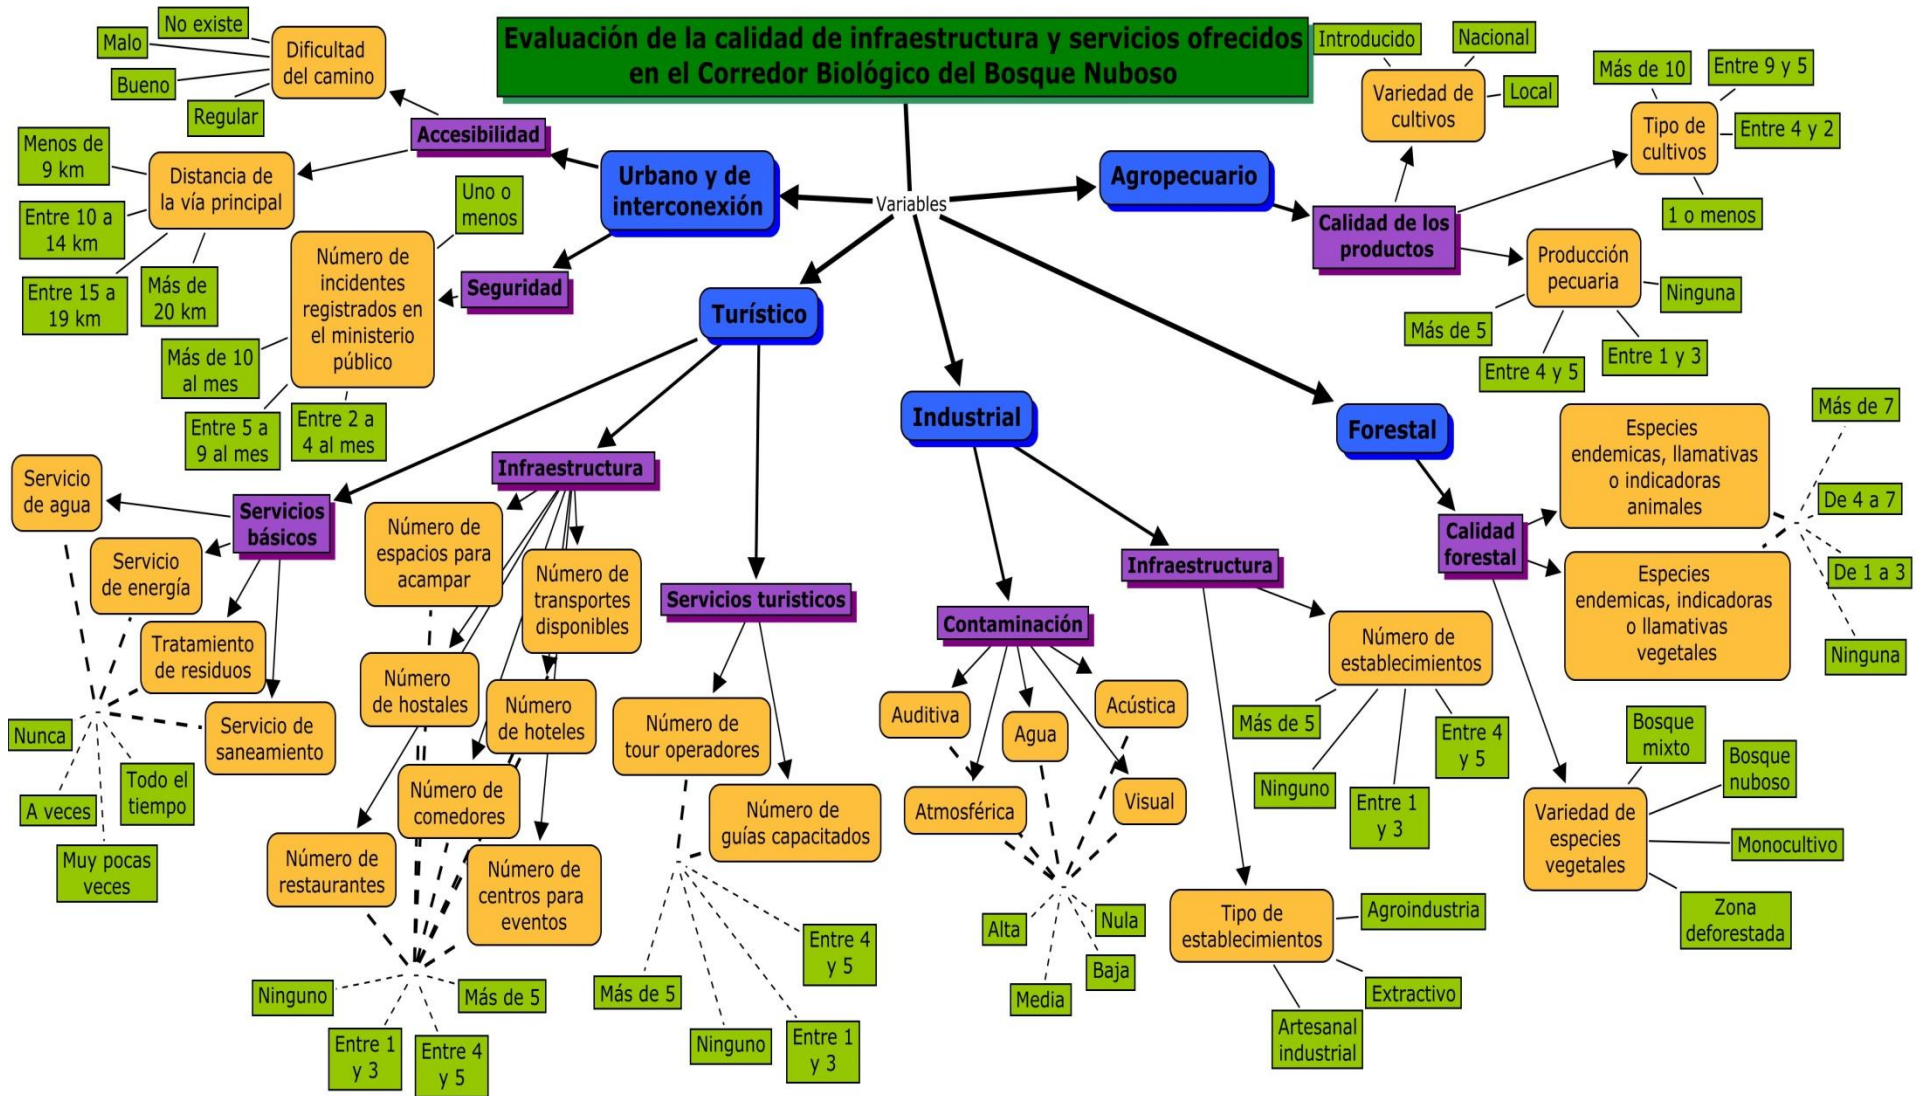 Evaluación de la calidad de infraestructura y servicios ofrecidos
en el Corredor Biológico del Bosque Nuboso
Variables
Urbano y de
interconexión
Accesibilidad
Dificultad
del camino
No existe
Malo
Bueno
Regular
Distancia de
la vía principal
Menos de
9 km
Entre 10 a
14 km
Entre 15 a
19 km
Más de
20 km
Seguridad
Número de
incidentes
registrados en
el ministerio
público
Uno o
menos
Más de 10
al mes
Entre 5 a
9 al mes
Entre 2 a
4 al mes
Agropecuario
Calidad de los
productos
Variedad de
cultivos
Introducido
Nacional
Local
Tipo de
cultivos
Más de 10
Entre 9 y 5
Entre 4 y 2
1 o menos
Producción
pecuaria
Ninguna
Más de 5
Entre 4 y 5
Entre 1 y 3
Turístico
Servicios
básicos
Servicio
de agua
Servicio
de energía
Tratamiento
de residuos
Servicio de
saneamiento
Nunca
A veces
Muy pocas
veces
Todo el
tiempo
Infraestructura
Número de
espacios para
acampar
Número de
transportes
disponibles
Número
de hostales
Número
de hoteles
Número de
comedores
Número de
restaurantes
Número de
centros para
eventos
Ninguno
Entre 1
y 3
Entre 4
y 5
Más de 5
Servicios turisticos
Número de
tour operadores
Número de
guías capacitados
Más de 5
Ninguno
Entre 1
y 3
Entre 4
y 5
Industrial
Contaminación
Auditiva
Agua
Acústica
Atmosférica
Visual
Alta
Media
Baja
Nula
Infraestructura
Número de
establecimientos
Más de 5
Ninguno
Entre 1
y 3
Entre 4
y 5
Tipo de
establecimientos
Agroindustria
Extractivo
Artesanal
industrial
Forestal
Calidad
forestal
Especies
endemicas, llamativas
o indicadoras
animales
Especies
endemicas, indicadoras
o llamativas
vegetales
Más de 7
De 4 a 7
De 1 a 3
Ninguna
Variedad de
especies
vegetales
Bosque
mixto
Bosque
nuboso
Monocultivo
Zona
deforestada